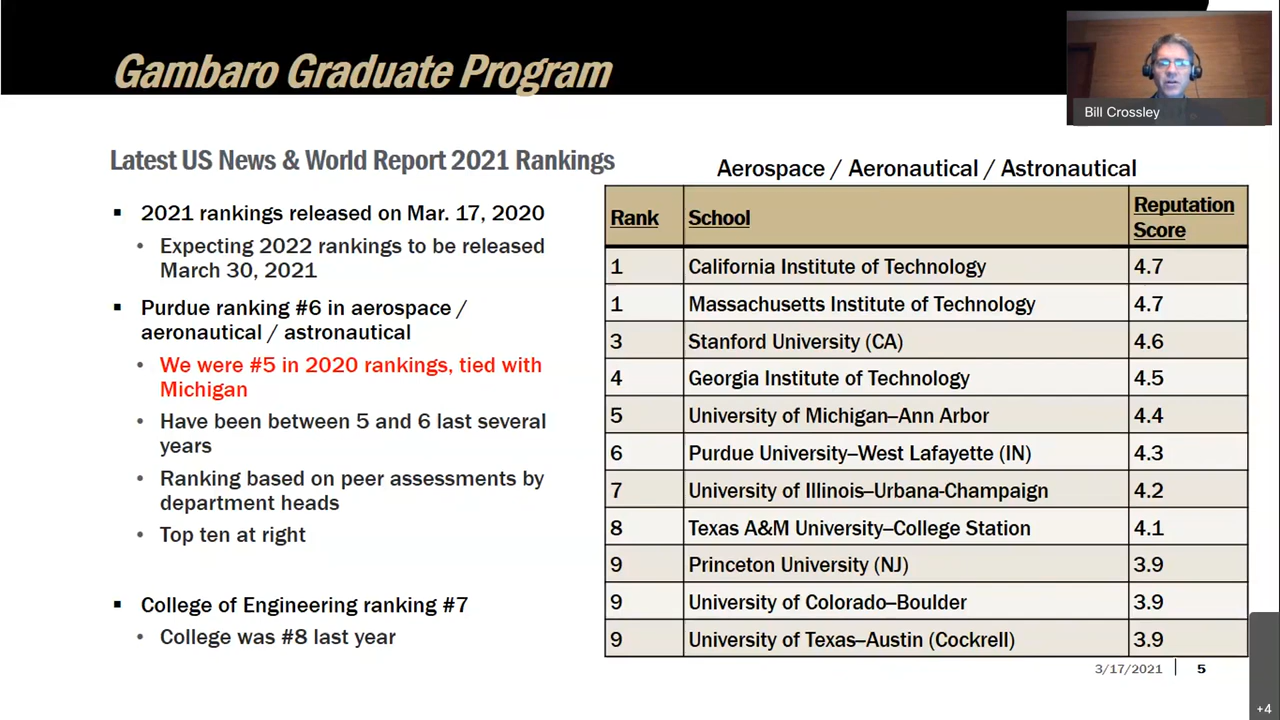 Gambaro Graduate Program
Bill Crossley
Latest US News & World Report 2021 Rankings
▪ 2021 rankings released on Mar. 17, 2020
• Expecting 2022 rankings to be released
March 30, 2021
▪ Purdue ranking #6 in aerospace /
aeronautical / astronautical
• We were #5 in 2020 rankings, tied with
Michigan
• Have been between 5 and 6 last several
years
• Ranking based on peer assessments by
department heads
• Top ten at right
▪ College of Engineering ranking #7
• College was #8 last year
Aerospace / Aeronautical / Astronautical
Rank School Reputation
Score
1 California Institute of Technology 4.7
1 Massachusetts Institute of Technology 4.7
3 Stanford University (CA) 4.6
4 Georgia Institute of Technology 4.5
5 University of Michigan–Ann Arbor 4.4
6 Purdue University–West Lafayette (IN) 4.3
7 University of Illinois–Urbana-Champaign 4.2
8 Texas A&M University–College Station 4.1
9 Princeton University (NJ) 3.9
9 University of Colorado–Boulder 3.9
9 University of Texas–Austin (Cockrell) 3.9
3/17/2021 5
+4